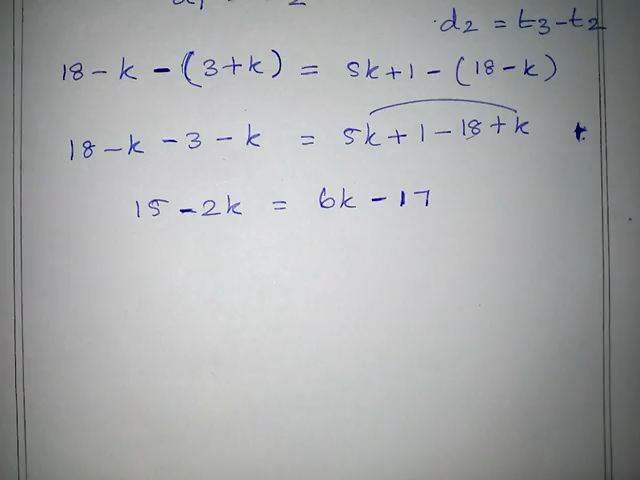 d2 = t3-t2
18-k-(3+k) = 5k+1-(18-k)
18-k-3-k = 5k+1-18+k
15-2k = 6k-17